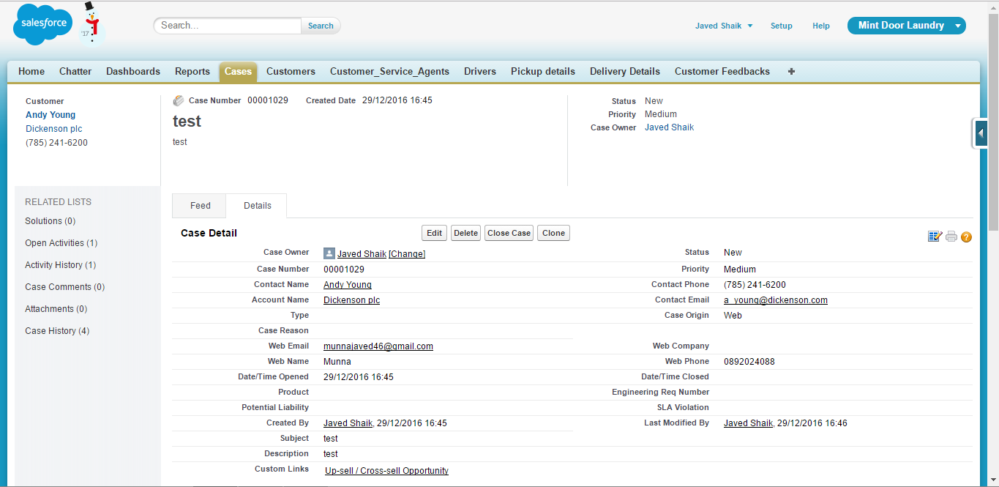 salesforce
'17
Search...
Search
Javed Shaik
Setup
Help
Mint Door Laundry
Home Chatter Dashboards Reports Cases Customers Customer_Service_Agents Drivers Pickup details Delivery Details Customer Feedbacks
Customer
Andy Young
Dickenson plc
(785) 241-6200
Case Number 00001029 Created Date 29/12/2016 16:45
test
test
Status New
Priority Medium
Case Owner Javed Shaik
RELATED LISTS
Solutions (0)
Open Activities (1)
Activity History (1)
Case Comments (0)
Attachments (0)
Case History (4)
Feed Details
Case Detail Edit Delete Close Case Clone
Case Owner Javed Shaik [Change] Status New
Case Number 00001029 Priority Medium
Contact Name Andy Young Contact Phone (785) 241-6200
Account Name Dickenson plc Contact Email a_young@dickenson.com
Type Case Origin Web
Case Reason
Web Email munnajaved46@gmail.com Web Company
Web Name Munna Web Phone 0892024088
Date/Time Opened 29/12/2016 16:45 Date/Time Closed
Product Engineering Req Number
Potential Liability SLA Violation
Created By Javed Shaik, 29/12/2016 16:45 Last Modified By Javed Shaik, 29/12/2016 16:46
Subject test
Description test
Custom Links Up-sell / Cross-sell Opportunity